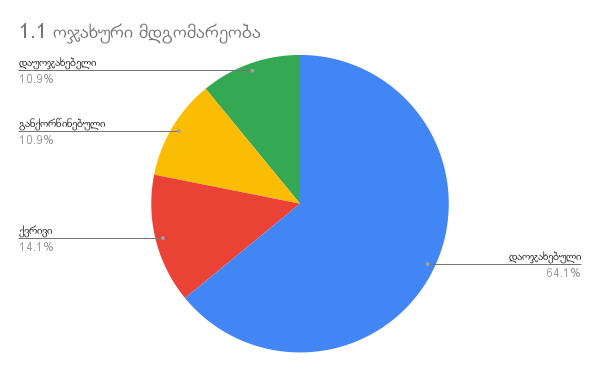 1.1 ოჯახური მდგომარეობა
დაუოჯახებელი
10.9%
განქორწინებული
10.9%
ქვრივი
14.1%
დაოჯახებული
64.1%